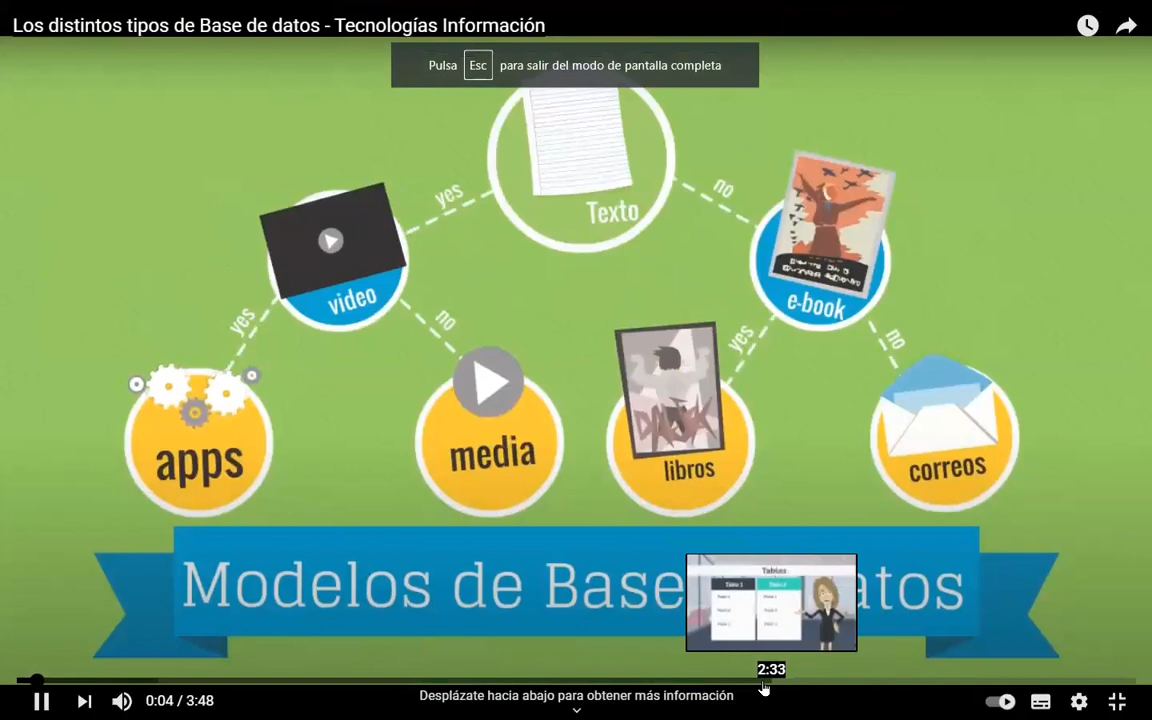 Los distintos tipos de Base de datos - Tecnologías Información
Pulsa Esc para salir del modo de pantalla completa
Texto
yes
no
video
e-book
yes
no
yes
no
apps
media
libros
correos
Modelos de Base
atos
Tablas
Tabla 1
2:33
0:04 / 3:48
Desplázate hacia abajo para obtener más información